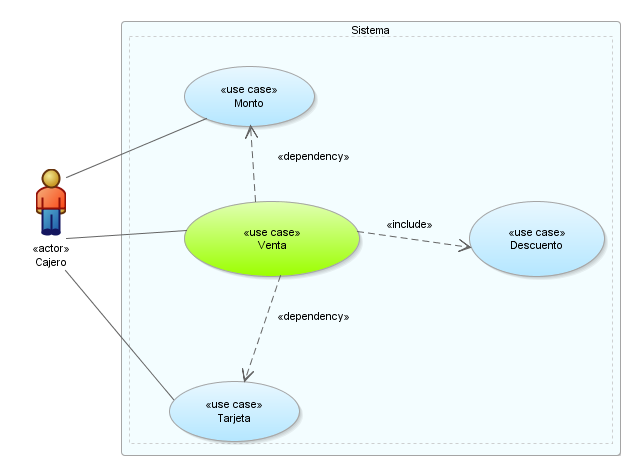 Sistema
«use case»
Monto
«dependency»
«actor»
Cajero
«use case»
Venta
«include»
«use case»
Descuento
«dependency»
«use case»
Tarjeta